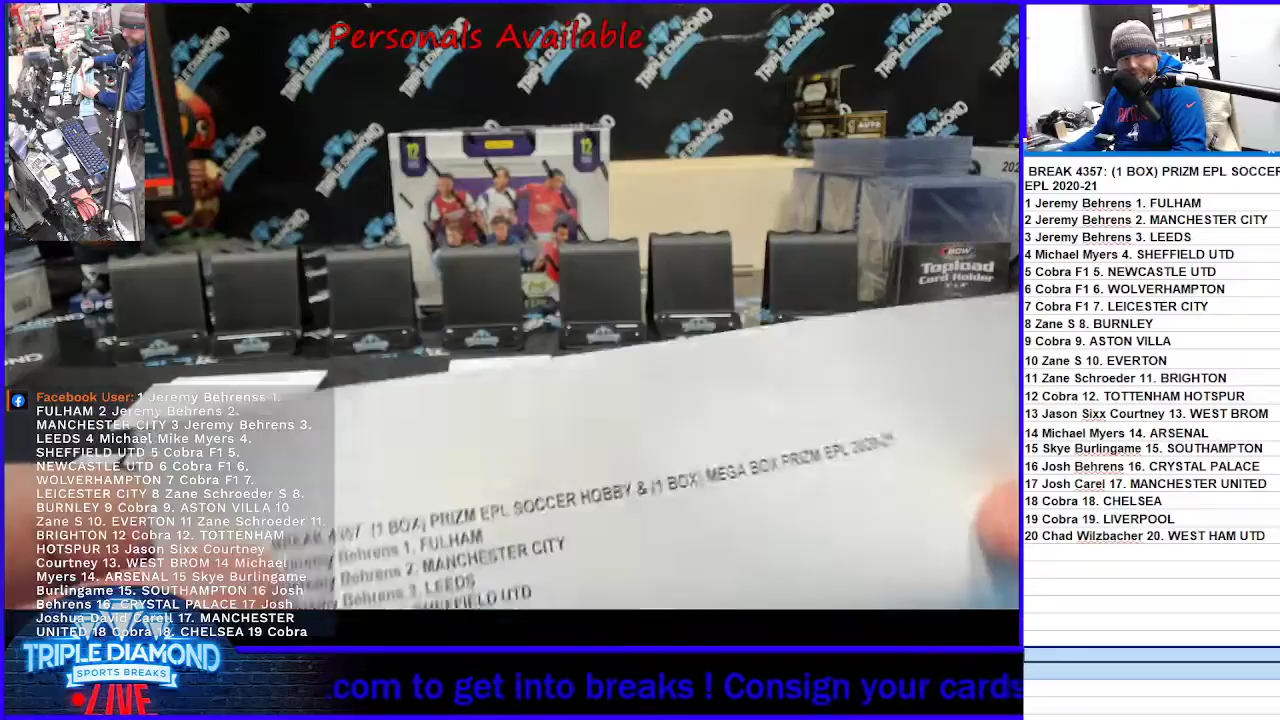 Personals Available
12
12
TRIPLE DIAMOND
AUTO
BCW
Topload
Card Holder
BREAK 4357: (1 BOX) PRIZM EPL SOCCER
EPL 2020-21
1 Jeremy Behrens 1. FULHAM
2 Jeremy Behrens 2. MANCHESTER CITY
3 Jeremy Behrens 3. LEEDS
4 Michael Myers 4. SHEFFIELD UTD
5 Cobra F1 5. NEWCASTLE UTD
6 Cobra F1 6. WOLVERHAMPTON
7 Cobra F1 7. LEICESTER CITY
8 Zane S 8. BURNLEY
9 Cobra 9. ASTON VILLA
10 Zane S 10. EVERTON
11 Zane Schroeder 11. BRIGHTON
12 Cobra 12. TOTTENHAM HOTSPUR
13 Jason Sixx Courtney 13. WEST BROM
14 Michael Myers 14. ARSENAL
15 Skye Burlingame 15. SOUTHAMPTON
16 Josh Behrens 16. CRYSTAL PALACE
17 Josh Carel 17. MANCHESTER UNITED
18 Cobra 18. CHELSEA
19 Cobra 19. LIVERPOOL
20 Chad Wilzbacher 20. WEST HAM UTD
Facebook User: 1 Jeremy Behrenss 1.
FULHAM 2 Jeremy Behrens 2.
MANCHESTER CITY 3 Jeremy Behrens 3.
LEEDS 4 Michael Mike Myers 4.
SHEFFIELD UTD 5 Cobra F1 5.
NEWCASTLE UTD 6 Cobra F1 6.
WOLVERHAMPTON 7 Cobra F1 7.
LEICESTER CITY 8 Zane Schroeder S 8.
BURNLEY 9 Cobra 9. ASTON VILLA 10
Zane S 10. EVERTON 11 Zane Schroeder 11.
BRIGHTON 12 Cobra 12. TOTTENHAM
HOTSPUR 13 Jason Sixx Courtney
Courtney 13. WEST BROM 14 Michael
Myers 14. ARSENAL 15 Skye Burlingame
Burlingame 15. SOUTHAMPTON 16 Josh
Behrens 16. CRYSTAL PALACE 17 Josh
Joshua David Carell 17. MANCHESTER
UNITED 18 Cobra 18. CHELSEA 19 Cobra
(1 BOX) PRIZM EPL SOCCER HOBBY & (1 BOX) MEGA BOX PRIZM EPL 2020-21
Behrens 1. FULHAM
Behrens 2. MANCHESTER CITY
Behrens 3. LEEDS
SHEFFIELD UTD
TRIPLE DIAMOND
SPORTS BREAKS
LIVE
.com to get into breaks ! Consign your cards